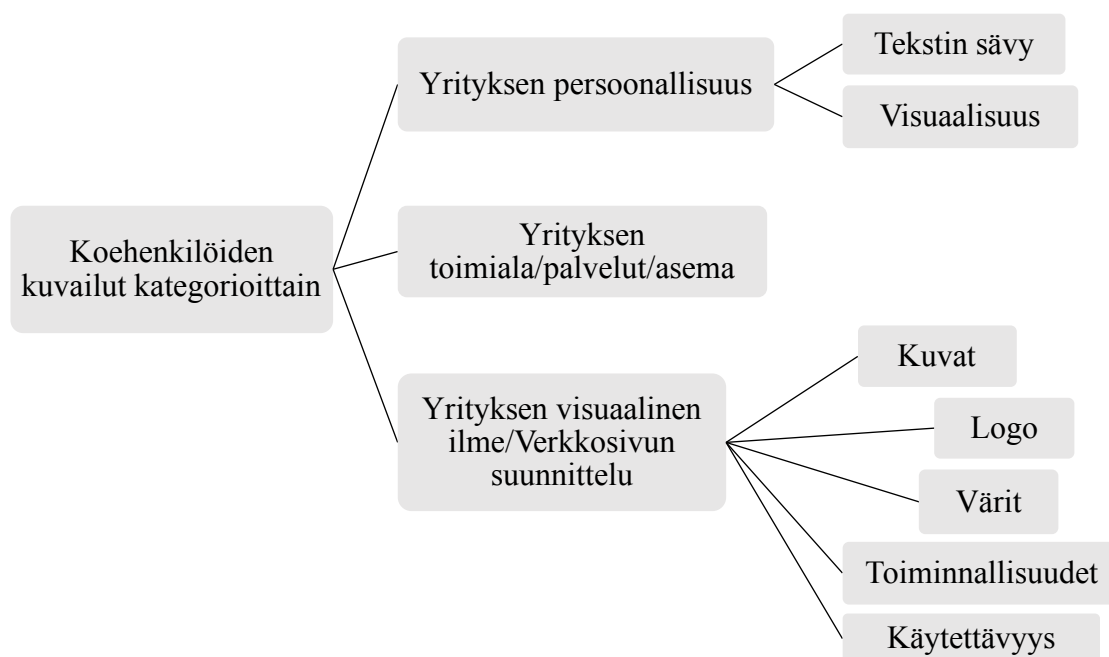 Koehenkilöiden
kuvailut kategorioittain
Yrityksen persoonallisuus
Tekstin sävy
Visuaalisuus
Yrityksen
toimiala/palvelut/asema
Yrityksen visuaalinen
ilme/Verkkosivun
suunnittelu
Kuvat
Logo
Värit
Toiminnallisuudet
Käytettävyys